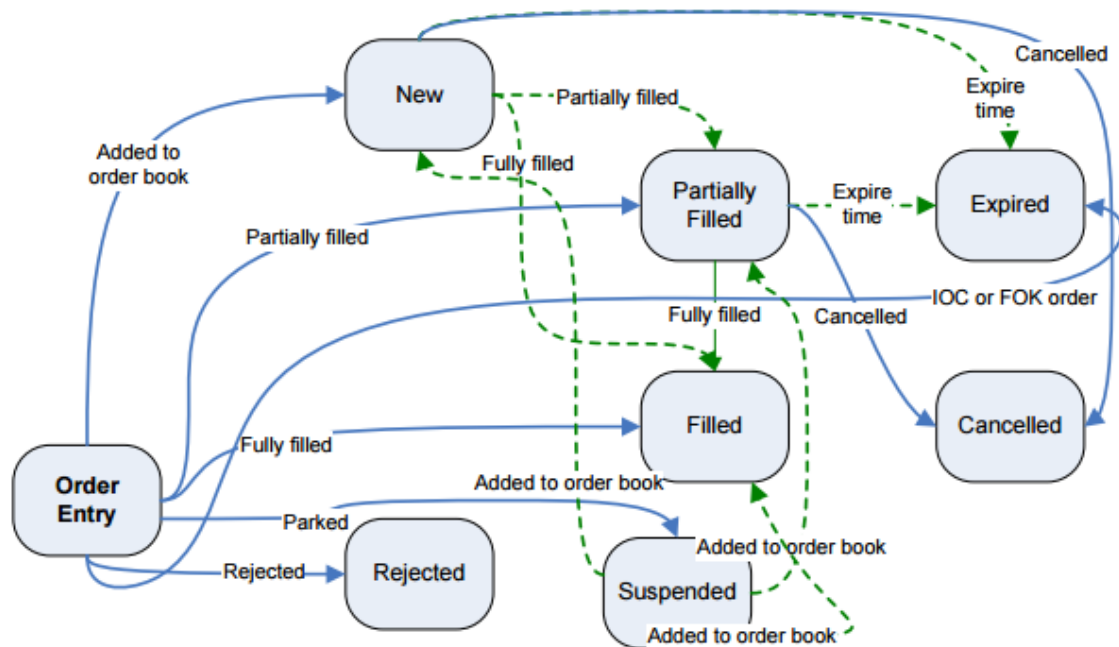 New
Cancelled
Partially filled
Expire
time
Added to
order book
Fully filled
Partially
Filled
Expire
time
Expired
Partially filled
IOC or FOK order
Fully filled
Cancelled
Filled
Cancelled
Fully filled
Order
Entry
Added to order book
Parked
Added to order book
Rejected
Rejected
Suspended
Added to order book